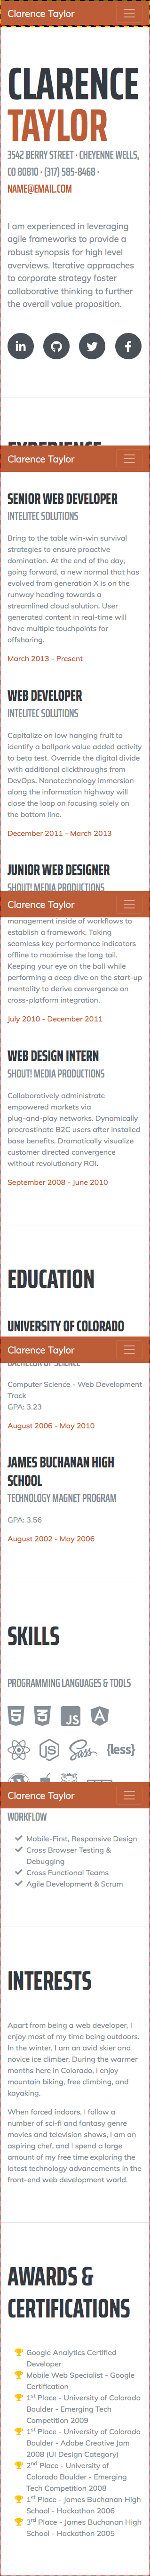 Clarence Taylor
CLARENCE
TAYLOR
3542 BERRY STREET · CHEYENNE WELLS,
CO 80810 · (317) 585-8468 ·
NAME@EMAIL.COM
I am experienced in leveraging
agile frameworks to provide a
robust synopsis for high level
overviews. Iterative approaches
to corporate strategy foster
collaborative thinking to further
the overall value proposition.
EXPERIENCE
Clarence Taylor
SENIOR WEB DEVELOPER
INTELITEC SOLUTIONS
Bring to the table win-win survival
strategies to ensure proactive
domination. At the end of the day,
going forward, a new normal that has
evolved from generation X is on the
runway heading towards a
streamlined cloud solution. User
generated content in real-time will
have multiple touchpoints for
offshoring.
March 2013 - Present
WEB DEVELOPER
INTELITEC SOLUTIONS
Capitalize on low hanging fruit to
identify a ballpark value added activity
to beta test. Override the digital divide
with additional clickthroughs from
DevOps. Nanotechnology immersion
along the information highway will
close the loop on focusing solely on
the bottom line.
December 2011 - March 2013
JUNIOR WEB DESIGNER
SHOUT! MEDIA PRODUCTIONS
Clarence Taylor
management inside of workflows to
establish a framework. Taking
seamless key performance indicators
offline to maximise the long tail.
Keeping your eye on the ball while
performing a deep dive on the start-up
mentality to derive convergence on
cross-platform integration.
July 2010 - December 2011
WEB DESIGN INTERN
SHOUT! MEDIA PRODUCTIONS
Collaboratively administrate
empowered markets via
plug-and-play networks. Dynamically
procrastinate B2C users after installed
base benefits. Dramatically visualize
customer directed convergence
without revolutionary ROI.
September 2008 - June 2010
EDUCATION
UNIVERSITY OF COLORADO
Clarence Taylor
BACHELOR OF SCIENCE
Computer Science - Web Development
Track
GPA: 3.23
August 2006 - May 2010
JAMES BUCHANAN HIGH
SCHOOL
TECHNOLOGY MAGNET PROGRAM
GPA: 3.56
August 2002 - May 2006
SKILLS
PROGRAMMING LANGUAGES & TOOLS
JS
Sass {less}
Clarence Taylor
WORKFLOW
Mobile-First, Responsive Design
Cross Browser Testing &
Debugging
Cross Functional Teams
Agile Development & Scrum
INTERESTS
Apart from being a web developer, I
enjoy most of my time being outdoors.
In the winter, I am an avid skier and
novice ice climber. During the warmer
months here in Colorado, I enjoy
mountain biking, free climbing, and
kayaking.
When forced indoors, I follow a
number of sci-fi and fantasy genre
movies and television shows, I am an
aspiring chef, and I spend a large
amount of my free time exploring the
latest technology advancements in the
front-end web development world.
AWARDS &
CERTIFICATIONS
Google Analytics Certified
Developer
Mobile Web Specialist - Google
Certification
1st Place - University of Colorado
Boulder - Emerging Tech
Competition 2009
1st Place - University of Colorado
Boulder - Adobe Creative Jam
2008 (UI Design Category)
2nd Place - University of
Colorado Boulder - Emerging
Tech Competition 2008
1st Place - James Buchanan High
School - Hackathon 2006
3rd Place - James Buchanan High
School - Hackathon 2005